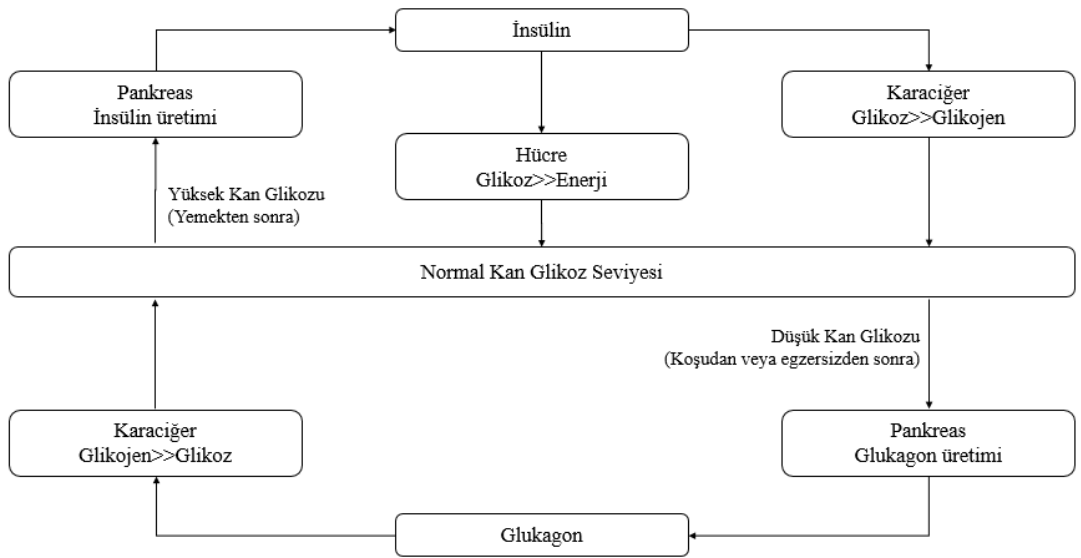 İnsülin
Pankreas
İnsülin üretimi
Karaciğer
Glikoz>>Glikojen
Hücre
Glikoz>>Enerji
Yüksek Kan Glikozu
(Yemekten sonra)
Normal Kan Glikoz Seviyesi
Düşük Kan Glikozu
(Koşudan veya egzersizden sonra)
Karaciğer
Glikojen>>Glikoz
Pankreas
Glukagon üretimi
Glukagon